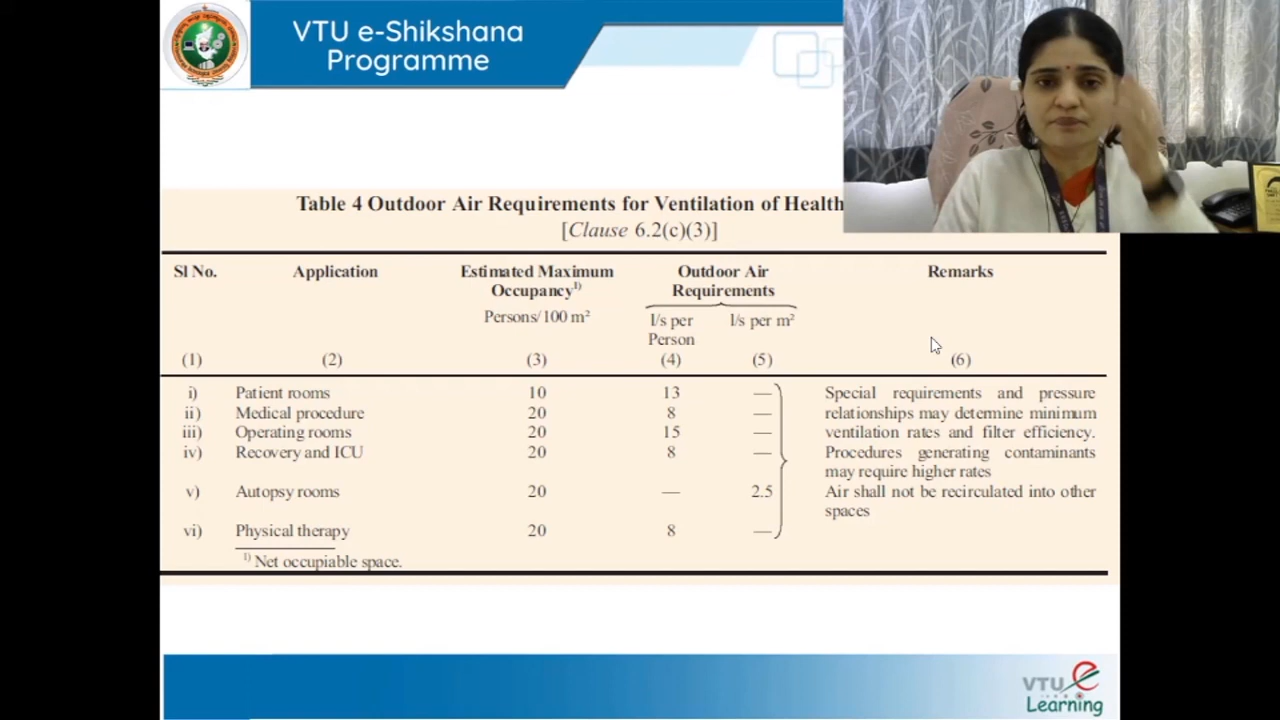 VTU e-Shikshana
Programme
Table 4 Outdoor Air Requirements for Ventilation of Health
[Clause 6.2(c)(3)]
Sl No. Application Estimated Maximum Outdoor Air Remarks
Occupancy¹⁾ Requirements
Persons/100 m² l/s per l/s per m²
Person
(1) (2) (3) (4) (5) (6)
i) Patient rooms 10 13 — Special requirements and pressure
ii) Medical procedure 20 8 — relationships may determine minimum
iii) Operating rooms 20 15 — ventilation rates and filter efficiency.
iv) Recovery and ICU 20 8 — Procedures generating contaminants
may require higher rates
v) Autopsy rooms 20 — 2.5 Air shall not be recirculated into other
spaces
vi) Physical therapy 20 8 —
¹⁾ Net occupiable space.
VTU e
Learning